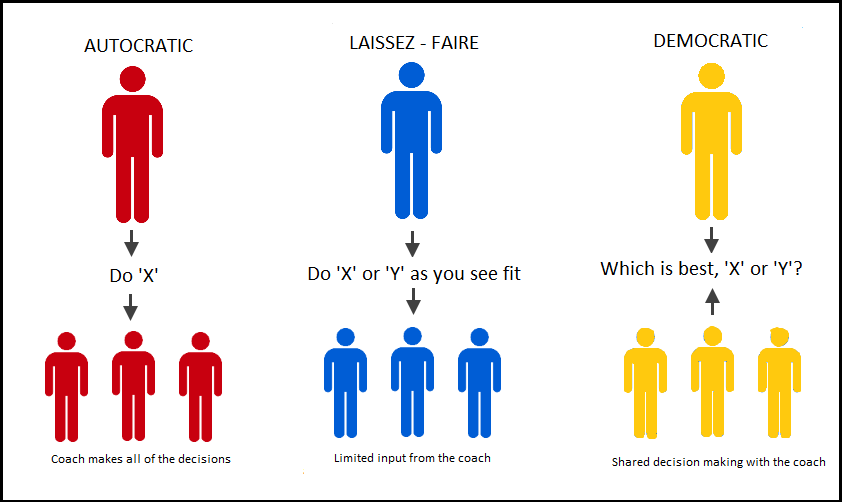 AUTOCRATIC
LAISSEZ - FAIRE
DEMOCRATIC
Do 'X'
Do 'X' or 'Y' as you see fit
Which is best, 'X' or 'Y'?
Coach makes all of the decisions
Limited input from the coach
Shared decision making with the coach